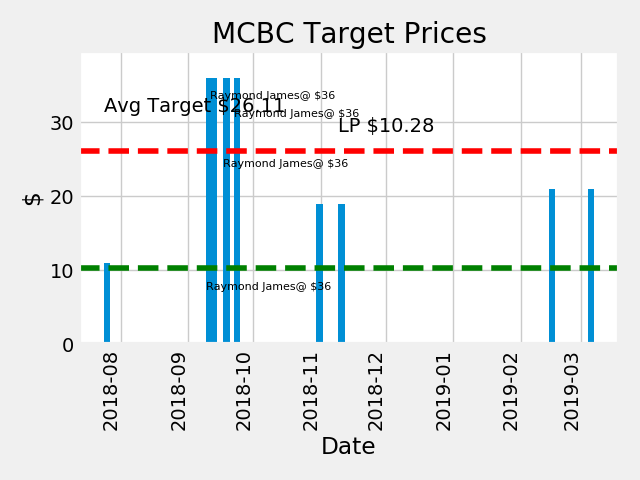 MCBC Target Prices
Raymond James@ $36
Avg Target $26.11
Raymond James@ $36
LP $10.28
Raymond James@ $36
Raymond James@ $36
$
30
20
10
0
2018-08
2018-09
2018-10
2018-11
2018-12
2019-01
2019-02
2019-03
Date